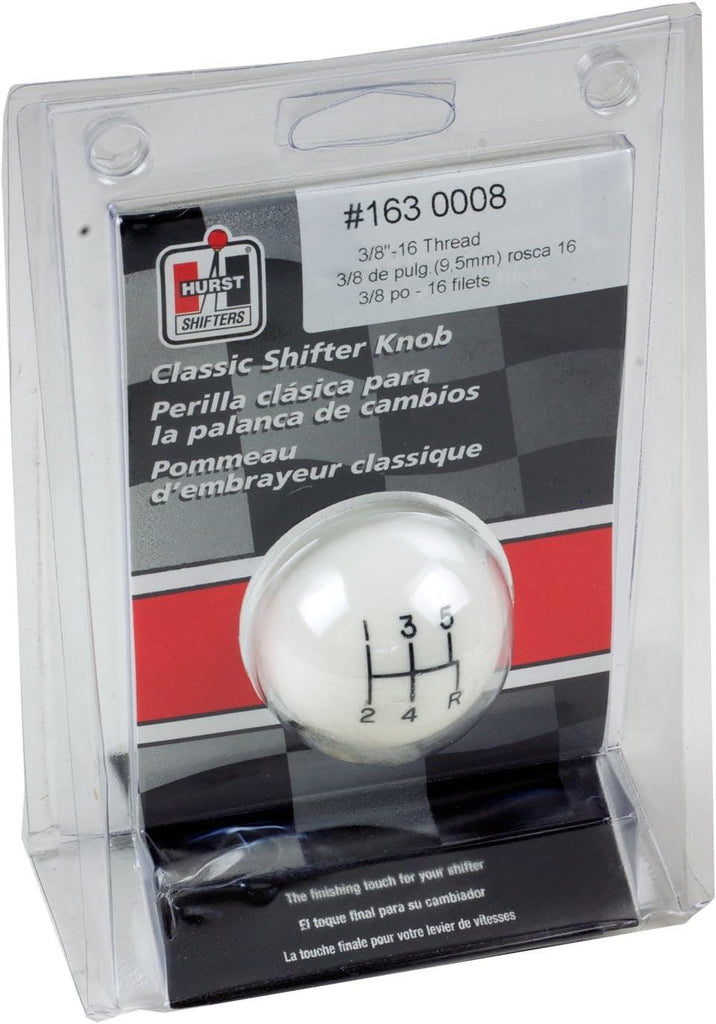 #163 0008
3/8"-16 Thread
3/8 de pulg.(9,5mm) rosca 16
3/8 po - 16 filets
HURST
®
SHIFTERS
Classic Shifter Knob
Perilla clásica para
la palanca de cambios
Pommeau
d'embrayeur classique
1 3 5
2 4 R
The finishing touch for your shifter
El toque final para su cambiador
La touche finale pour votre levier de vitesses